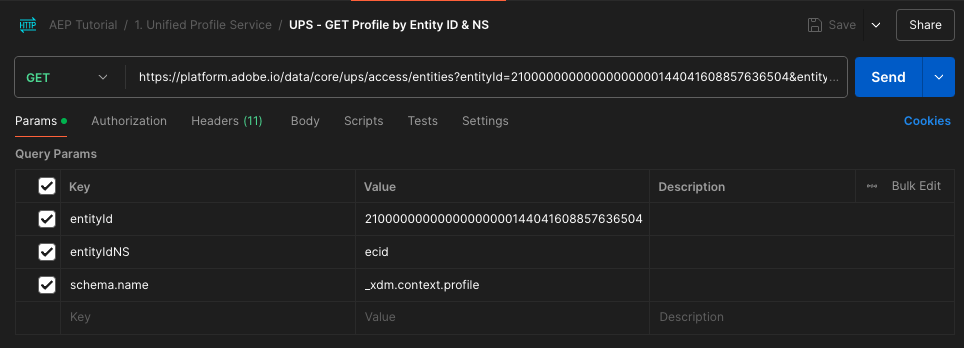 HTTP AEP Tutorial / 1. Unified Profile Service / UPS - GET Profile by Entity ID & NS Save Share
GET https://platform.adobe.io/data/core/ups/access/entities?entityId=21000000000000000000144041608857636504&entity... Send
Params Authorization Headers (11) Body Scripts Tests Settings Cookies
Query Params
Key Value Description Bulk Edit
entityId 21000000000000000000144041608857636504
entityIdNS ecid
schema.name _xdm.context.profile
Key Value Description